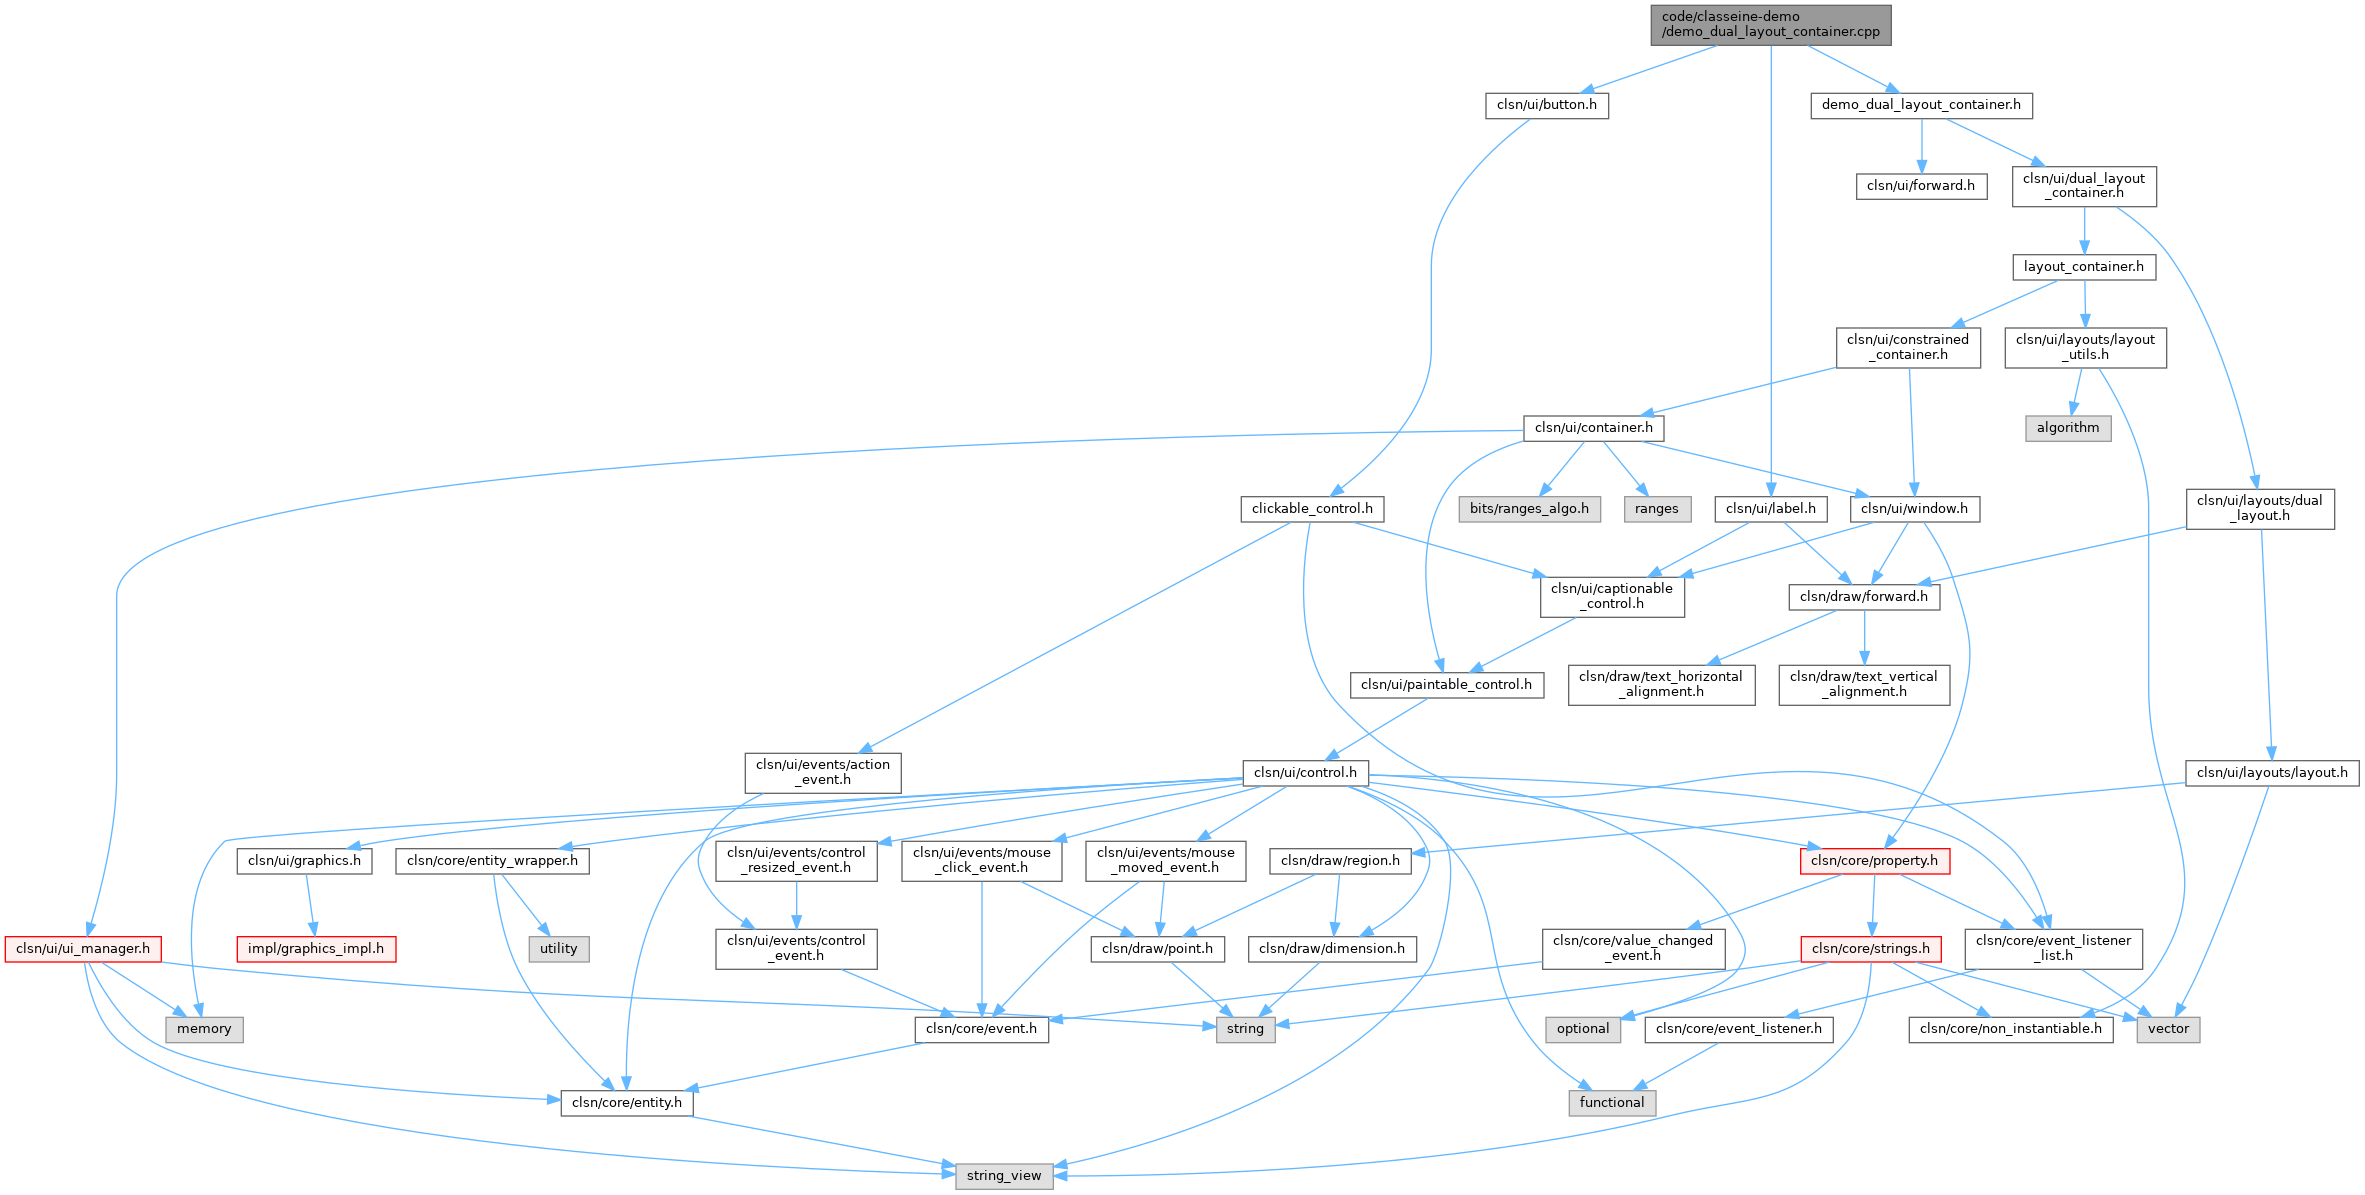 code/classeine-demo
/demo_dual_layout_container.cpp
clsn/ui/button.h
demo_dual_layout_container.h
clsn/ui/forward.h
clsn/ui/dual_layout
_container.h
layout_container.h
clsn/ui/constrained
_container.h
clsn/ui/layouts/layout
_utils.h
clsn/ui/container.h
algorithm
clickable_control.h
bits/ranges_algo.h
ranges
clsn/ui/label.h
clsn/ui/window.h
clsn/ui/layouts/dual
_layout.h
clsn/ui/captionable
_control.h
clsn/draw/forward.h
clsn/ui/paintable_control.h
clsn/draw/text_horizontal
_alignment.h
clsn/draw/text_vertical
_alignment.h
clsn/ui/events/action
_event.h
clsn/ui/control.h
clsn/ui/layouts/layout.h
clsn/ui/graphics.h
clsn/core/entity_wrapper.h
clsn/ui/events/control
_resized_event.h
clsn/ui/events/mouse
_click_event.h
clsn/ui/events/mouse
_moved_event.h
clsn/draw/region.h
clsn/core/property.h
clsn/ui/ui_manager.h
impl/graphics_impl.h
utility
clsn/ui/events/control
_event.h
clsn/draw/point.h
clsn/draw/dimension.h
clsn/core/value_changed
_event.h
clsn/core/strings.h
clsn/core/event_listener
_list.h
memory
clsn/core/event.h
string
optional
clsn/core/event_listener.h
clsn/core/non_instantiable.h
vector
clsn/core/entity.h
functional
string_view